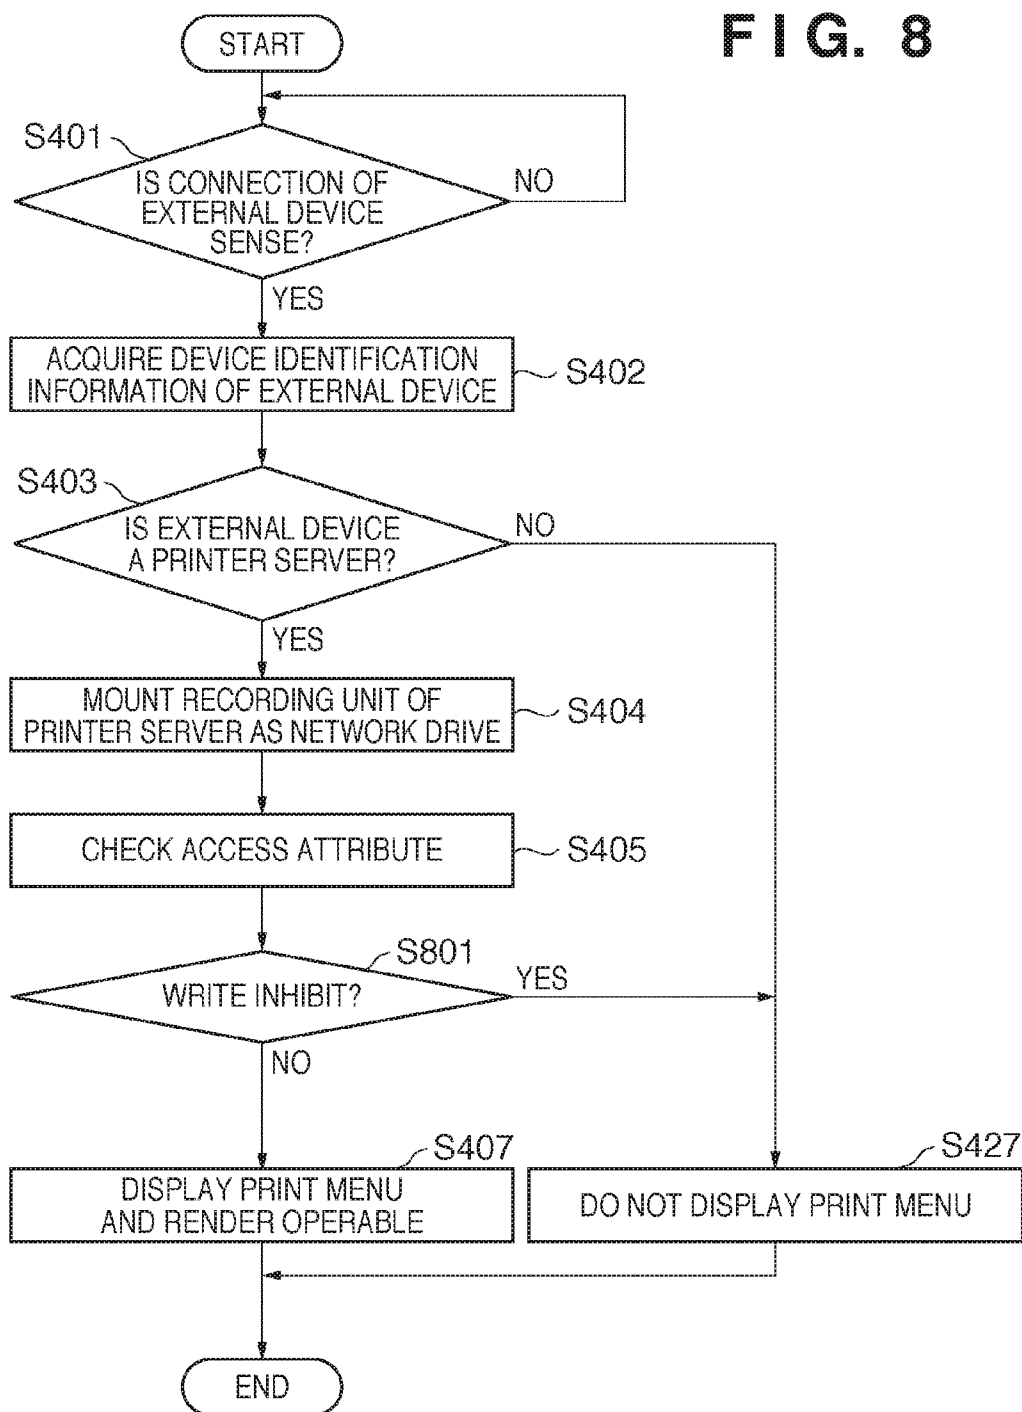 FIG. 8
START
S401
IS CONNECTION OF
EXTERNAL DEVICE
SENSE?
NO
YES
ACQUIRE DEVICE IDENTIFICATION
INFORMATION OF EXTERNAL DEVICE
S402
S403
IS EXTERNAL DEVICE
A PRINTER SERVER?
NO
YES
MOUNT RECORDING UNIT OF
PRINTER SERVER AS NETWORK DRIVE
S404
CHECK ACCESS ATTRIBUTE
S405
S801
WRITE INHIBIT?
YES
NO
S407
DISPLAY PRINT MENU
AND RENDER OPERABLE
S427
DO NOT DISPLAY PRINT MENU
END